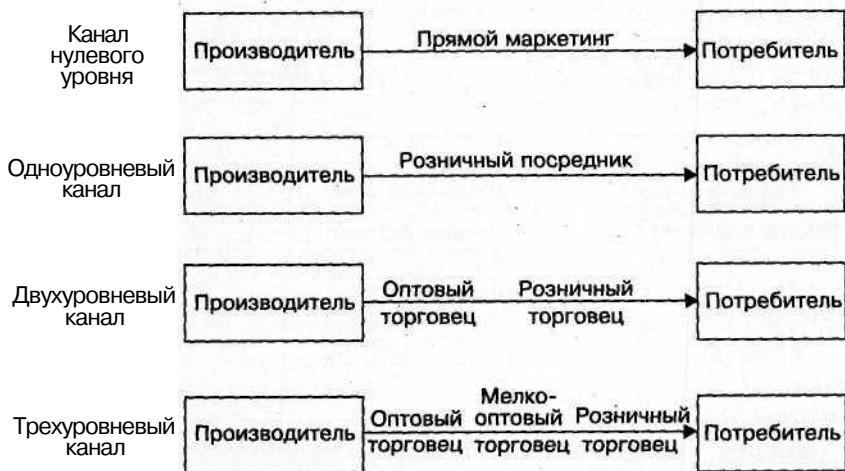 Канал
нулевого
уровня
Производитель
Прямой маркетинг
Потребитель
Одноуровневый
канал
Производитель
Розничный посредник
Потребитель
Двухуровневый
канал
Производитель
Оптовый Розничный
торговец торговец
Потребитель
Трехуровневый
канал
Производитель
Мелко-
Оптовый оптовый Розничный
торговец торговец торговец
Потребитель